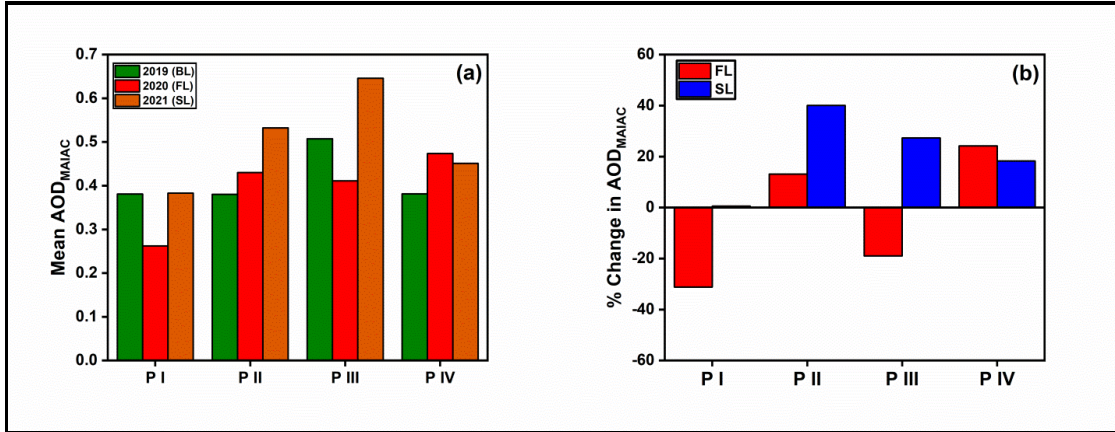 (a)
2019 (BL)
2020 (FL)
2021 (SL)
Mean AOD_MAIAC
0.7
0.6
0.5
0.4
0.3
0.2
0.1
0.0
P I P II P III P IV
(b)
FL
SL
% Change in AOD_MAIAC
60
40
20
0
-20
-40
-60
P I P II P III P IV